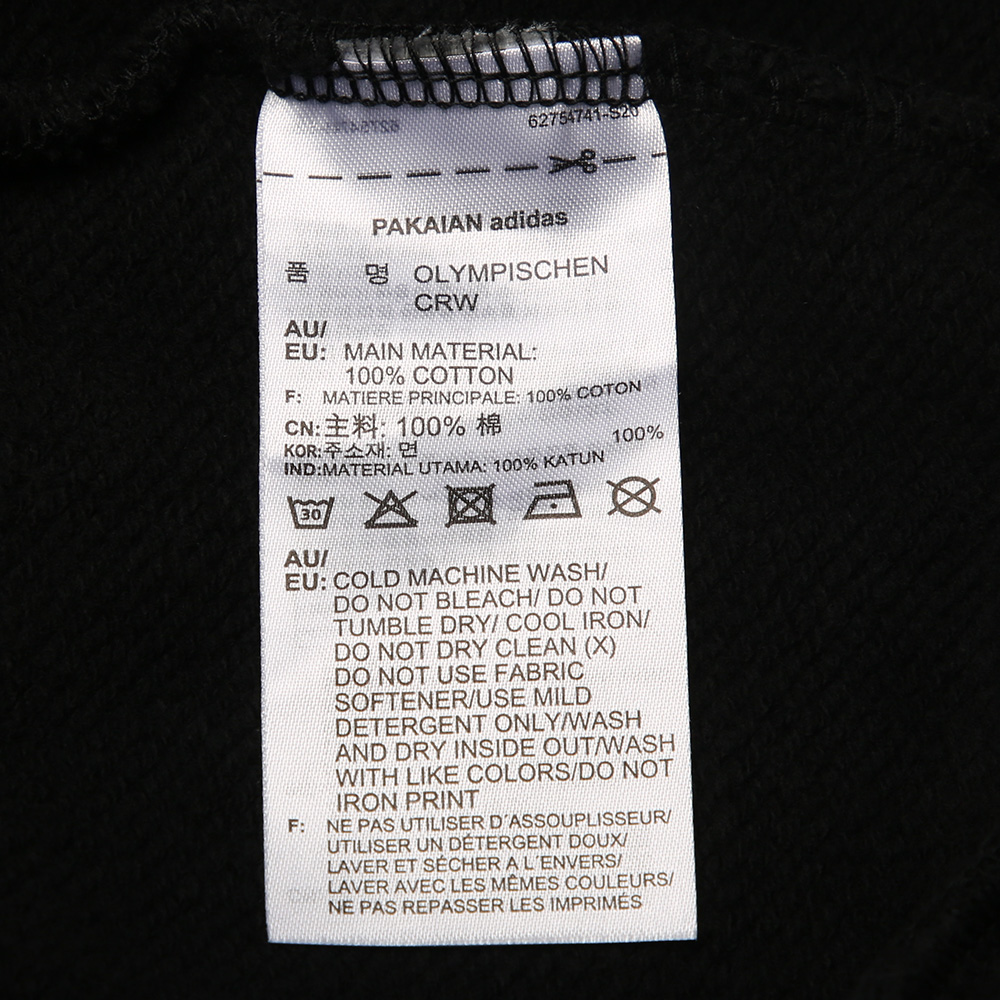 62754741-S20
PAKAIAN adidas
품 명 OLYMPISCHEN
CRW
AU/
EU: MAIN MATERIAL:
100% COTTON
F: MATIERE PRINCIPALE: 100% COTON
CN: 主料: 100% 棉
KOR: 주소재: 면 100%
IND: MATERIAL UTAMA: 100% KATUN
30
AU/
EU: COLD MACHINE WASH/
DO NOT BLEACH/ DO NOT
TUMBLE DRY/ COOL IRON/
DO NOT DRY CLEAN (X)
DO NOT USE FABRIC
SOFTENER/USE MILD
DETERGENT ONLY/WASH
AND DRY INSIDE OUT/WASH
WITH LIKE COLORS/DO NOT
IRON PRINT
F: NE PAS UTILISER D´ASSOUPLISSEUR/
UTILISER UN DÉTERGENT DOUX/
LAVER ET SÉCHER A L´ENVERS/
LAVER AVEC LES MÊMES COULEURS/
NE PAS REPASSER LES IMPRIMÉS